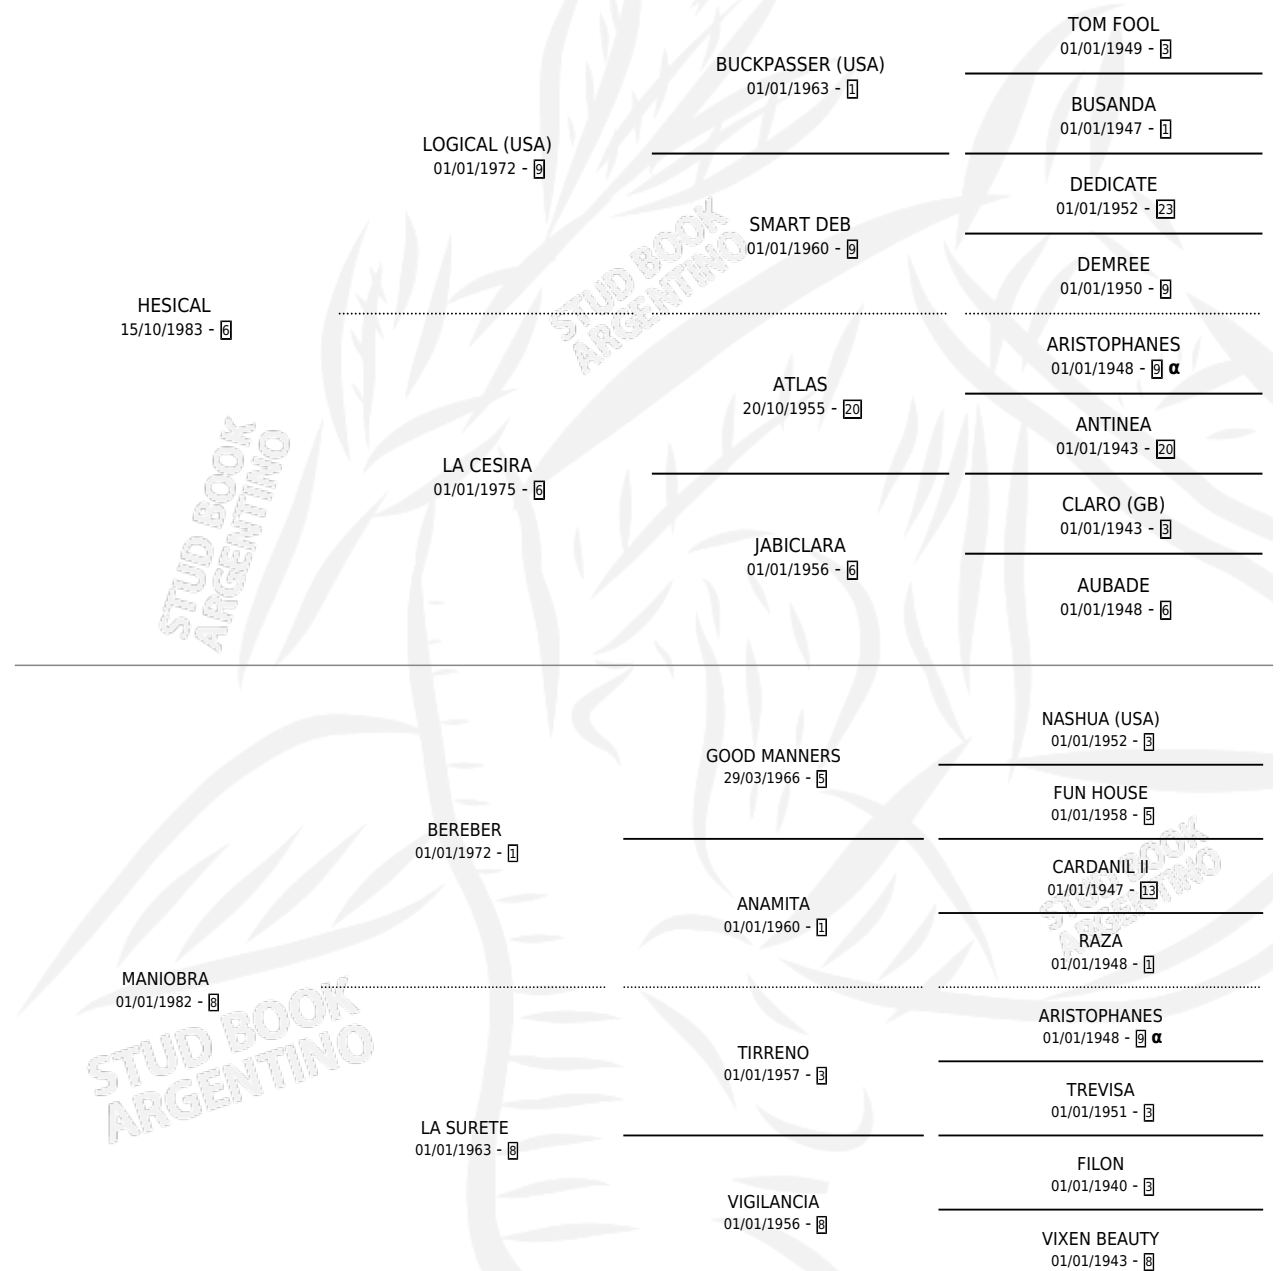 TOM FOOL
01/01/1949 - 3
BUCKPASSER (USA)
01/01/1963 - 1
BUSANDA
01/01/1947 - 1
LOGICAL (USA)
01/01/1972 - 9
DEDICATE
01/01/1952 - 23
SMART DEB
01/01/1960 - 9
DEMREE
01/01/1950 - 9
HESICAL
15/10/1983 - 6
ARISTOPHANES
01/01/1948 - 9 α
ATLAS
20/10/1955 - 20
ANTINEA
01/01/1943 - 20
LA CESIRA
01/01/1975 - 6
CLARO (GB)
01/01/1943 - 3
JABICLARA
01/01/1956 - 6
AUBADE
01/01/1948 - 6
NASHUA (USA)
01/01/1952 - 3
GOOD MANNERS
29/03/1966 - 5
FUN HOUSE
01/01/1958 - 5
BEREBER
01/01/1972 - 1
CARDANIL II
01/01/1947 - 13
ANAMITA
01/01/1960 - 1
RAZA
01/01/1948 - 1
MANIOBRA
01/01/1982 - 8
ARISTOPHANES
01/01/1948 - 9 α
TIRRENO
01/01/1957 - 3
TREVISA
01/01/1951 - 3
LA SURETE
01/01/1963 - 8
FILON
01/01/1940 - 3
VIGILANCIA
01/01/1956 - 8
VIXEN BEAUTY
01/01/1943 - 8
STUD BOOK
ARGENTINO
STUD BOOK
ARGENTINO
STUD BOOK
ARGENTINO
STUD BOOK
ARGENTINO